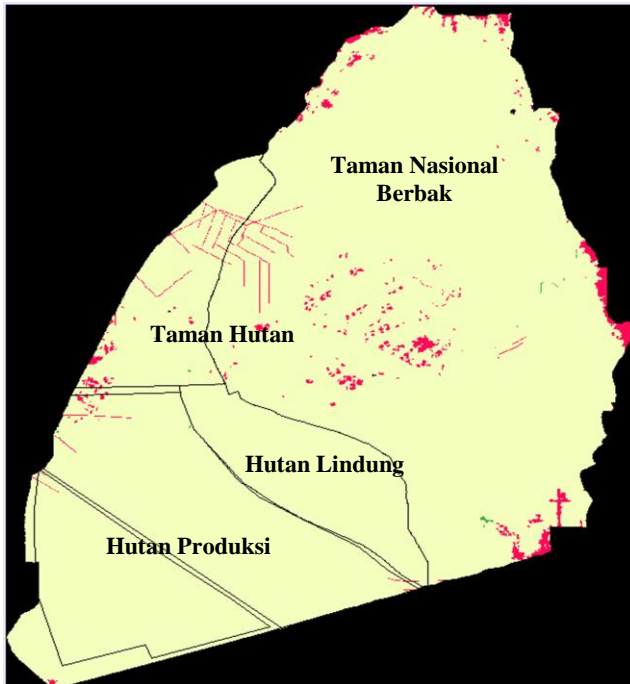 Taman Nasional
Berbak
Taman Hutan
Hutan Lindung
Hutan Produksi